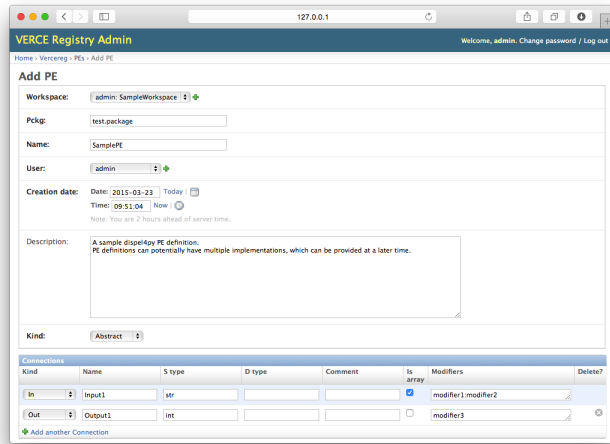 127.0.0.1
VERCE Registry Admin
Welcome, admin. Change password / Log out
Home › Vercereg › PEs › Add PE
Add PE
Workspace: admin: SampleWorkspace
Pckg: test.package
Name: SamplePE
User: admin
Creation date: Date: 2015-03-23 Today |
Time: 09:51:04 Now |
Note: You are 2 hours ahead of server time.
Description: A sample dispel4py PE definition.
PE definitions can potentially have multiple implementations, which can be provided at a later time.
Kind: Abstract
Connections
Kind Name S type D type Comment Is array Modifiers Delete?
In Input1 str modifier1:modifier2
Out Output1 int modifier3
Add another Connection